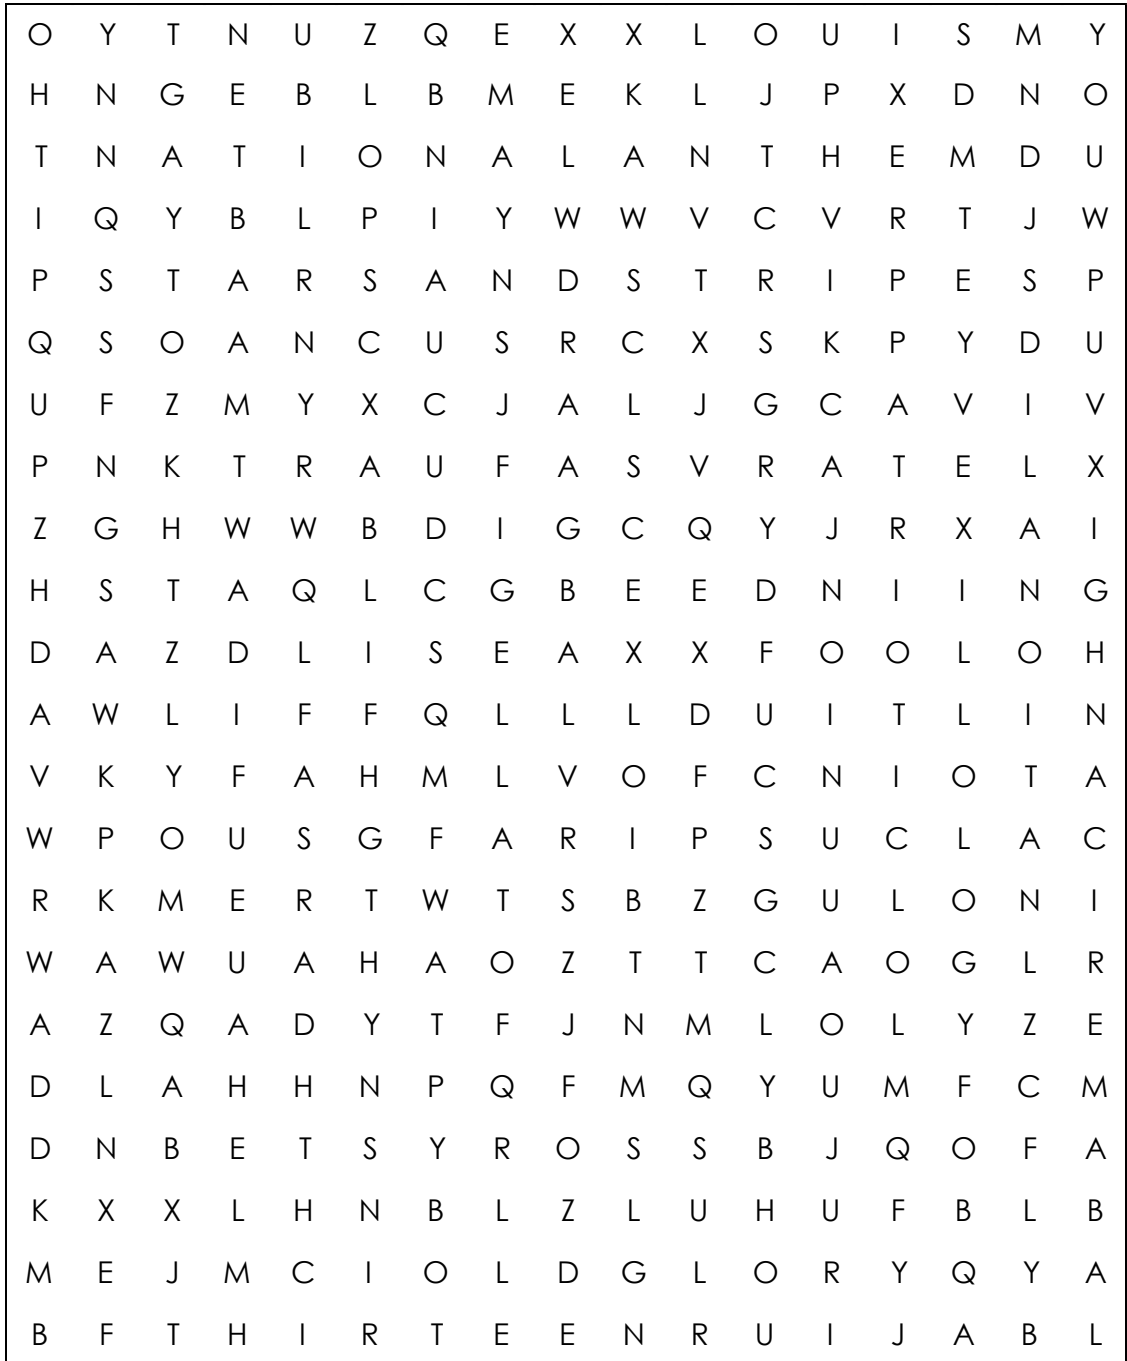 O Y T N U Z Q E X X L O U I S M Y
H N G E B L B M E K L J P X D N O
T N A T I O N A L A N T H E M D U
I Q Y B L P I Y W W V C V R T J W
P S T A R S A N D S T R I P E S P
Q S O A N C U S R C X S K P Y D U
U F Z M Y X C J A L J G C A V I V
P N K T R A U F A S V R A T E L X
Z G H W W B D I G C Q Y J R X A I
H S T A Q L C G B E E D N I I N G
D A Z D L I S E A X X F O O L O H
A W L I F F Q L L L D U I T L I N
V K Y F A H M L V O F C N I O T A
W P O U S G F A R I P S U C L A C
R K M E R T W T S B Z G U L O N I
W A W U A H A O Z T T C A O G L R
A Z Q A D Y T F J N M L O L Y Z E
D L A H H N P Q F M Q Y U M F C M
D N B E T S Y R O S S B J Q O F A
K X X L H N B L Z L U H U F B L B
M E J M C I O L D G L O R Y Q Y A
B F T H I R T E E N R U I J A B L